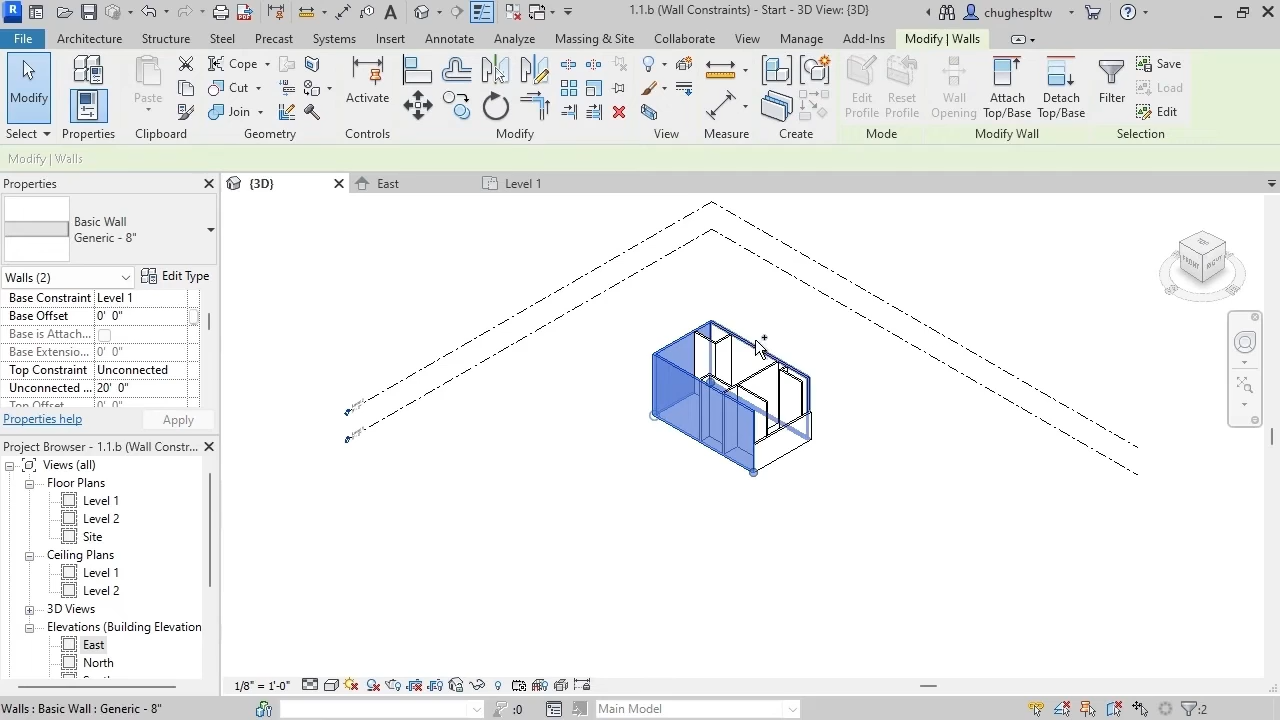 1.1.b (Wall Constraints) - Start - 3D View: {3D}
chughespltw
File
Architecture
Structure
Steel
Precast
Systems
Insert
Annotate
Analyze
Massing & Site
Collaborate
View
Manage
Add-Ins
Modify | Walls
Modify
Paste
Cope
Cut
Join
Activate
Edit
Profile
Reset
Profile
Wall
Opening
Attach
Top/Base
Detach
Top/Base
Filter
Save
Load
Edit
Select
Properties
Clipboard
Geometry
Controls
Modify
View
Measure
Create
Mode
Modify Wall
Selection
Modify | Walls
Properties
{3D}
East
Level 1
Basic Wall
Generic - 8"
Walls (2)
Edit Type
Base Constraint Level 1
Base Offset 0' 0"
Base is Attach...
Base Extensio... 0' 0"
Top Constraint Unconnected
Unconnected ... 20' 0"
Top Offset 0' 0"
Properties help
Apply
Project Browser - 1.1.b (Wall Constr...
Views (all)
Floor Plans
Level 1
Level 2
Site
Ceiling Plans
Level 1
Level 2
3D Views
Elevations (Building Elevation
East
North
FRONT
RIGHT
1/8" = 1'-0"
Walls : Basic Wall : Generic - 8"
:0
Main Model
:2